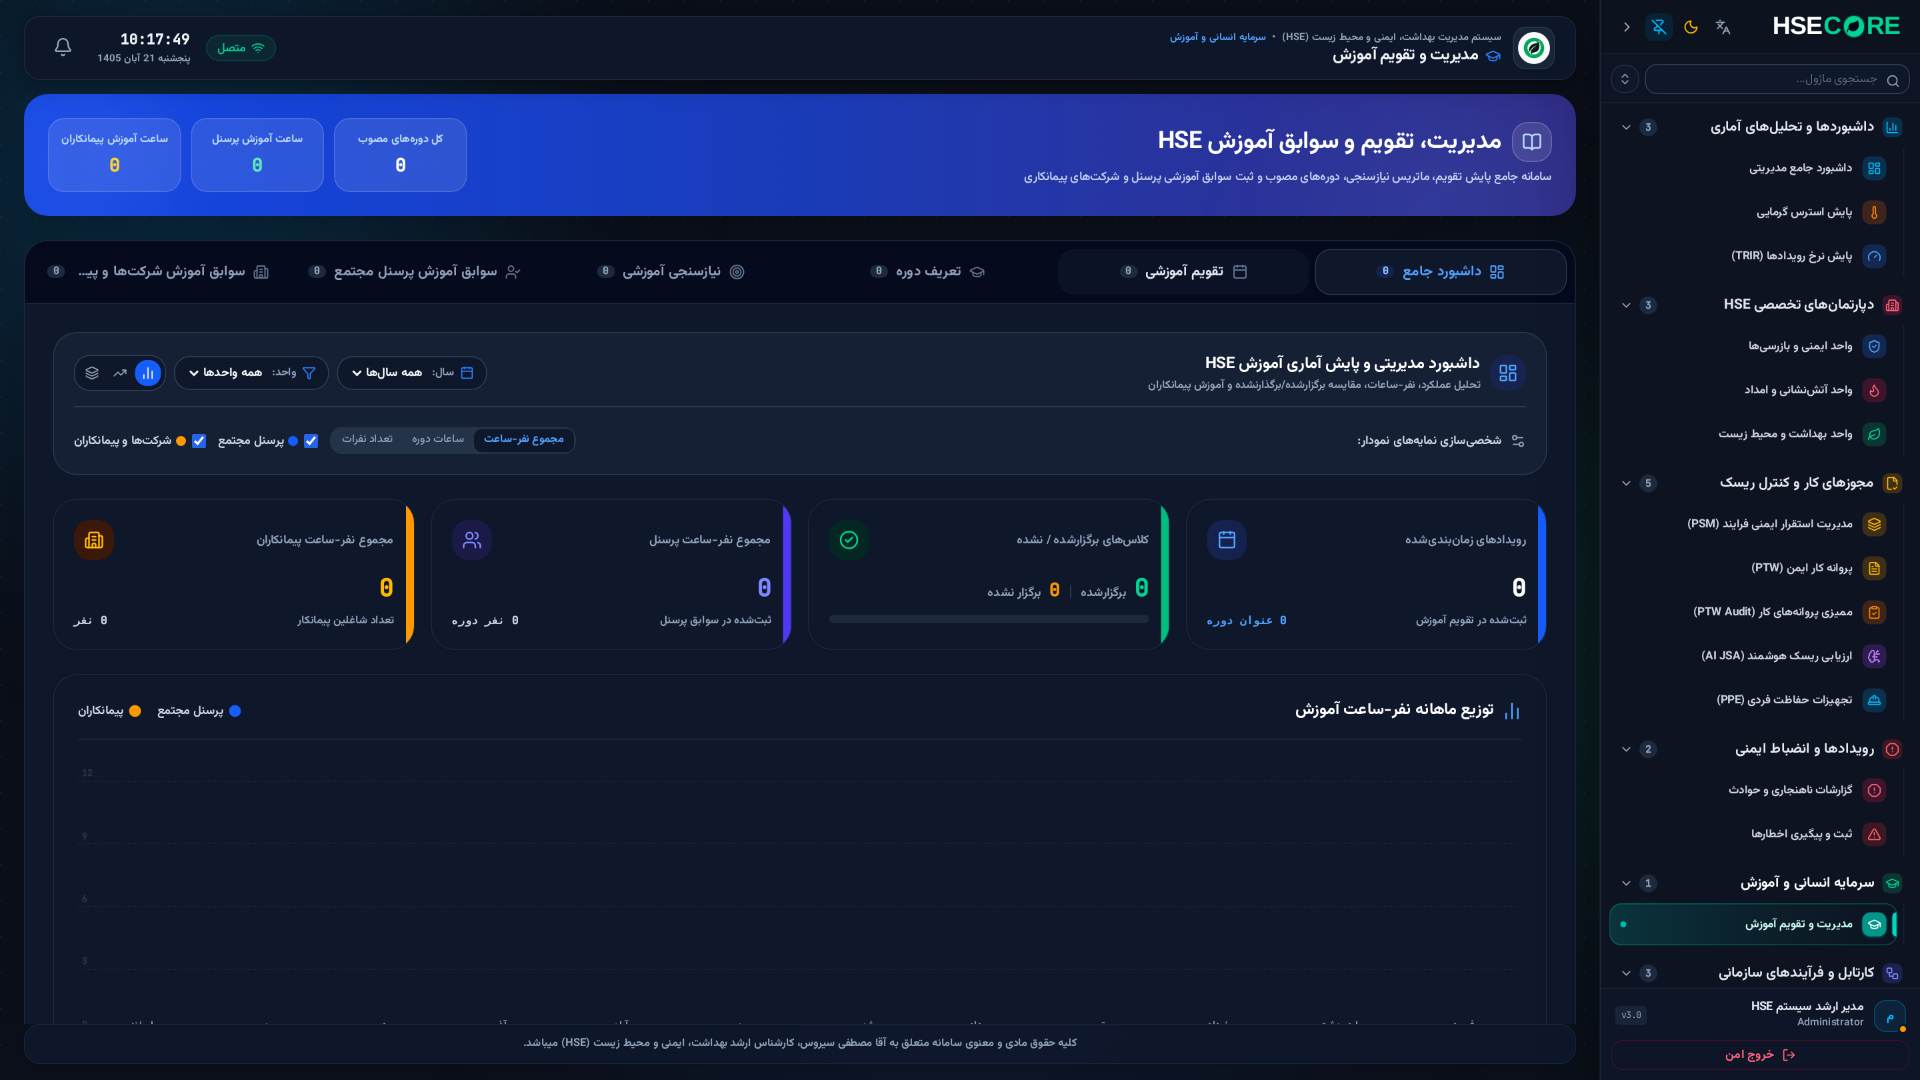 HSECORE
جستجوی ماژول...
داشبوردها و تحلیل‌های آماری 3
داشبورد جامع مدیریتی
پایش استرس گرمایی
پایش نرخ رویدادها (TRIR)
دپارتمان‌های تخصصی HSE 3
واحد ایمنی و بازرسی‌ها
واحد آتش‌نشانی و امداد
واحد بهداشت و محیط زیست
مجوزهای کار و کنترل ریسک 5
مدیریت استقرار ایمنی فرایند (PSM)
پروانه کار ایمن (PTW)
ممیزی پروانه‌های کار (PTW Audit)
ارزیابی ریسک هوشمند (AI JSA)
تجهیزات حفاظت فردی (PPE)
رویدادها و انضباط ایمنی 2
گزارشات ناهنجاری و حوادث
ثبت و پیگیری اخطارها
سرمایه انسانی و آموزش 1
مدیریت و تقویم آموزش
کارتابل و فرآیندهای سازمانی 3
م
مدیر ارشد سیستم HSE
Administrator
v3.0
خروج امن
سیستم مدیریت بهداشت، ایمنی و محیط زیست (HSE) • سرمایه انسانی و آموزش
مدیریت و تقویم آموزش
متصل
10:17:49
پنجشنبه 21 آبان 1405
مدیریت، تقویم و سوابق آموزش HSE
سامانه جامع پایش تقویم، ماتریس نیازسنجی، دوره‌های مصوب و ثبت سوابق آموزشی پرسنل و شرکت‌های پیمانکاری
کل دوره‌های مصوب
0
ساعت آموزش پرسنل
0
ساعت آموزش پیمانکاران
0
داشبورد جامع 0
تقویم آموزشی 0
تعریف دوره 0
نیازسنجی آموزشی 0
سوابق آموزش پرسنل مجتمع 0
سوابق آموزش شرکت‌ها و پیـ... 0
داشبورد مدیریتی و پایش آماری آموزش HSE
تحلیل عملکرد، نفر-ساعات، مقایسه برگزارشده/برگذارنشده و آموزش پیمانکاران
سال: همه سال‌ها
واحد: همه واحدها
شخصی‌سازی نمایه‌های نمودار:
مجموع نفر-ساعت
ساعات دوره
تعداد نفرات
پرسنل مجتمع
شرکت‌ها و پیمانکاران
رویدادهای زمان‌بندی‌شده
0
ثبت‌شده در تقویم آموزش
0 عنوان دوره
کلاس‌های برگزارشده / نشده
0 برگزارشده | 0 برگزار نشده
مجموع نفر-ساعت پرسنل
0
ثبت‌شده در سوابق پرسنل
0 نفر دوره
مجموع نفر-ساعت پیمانکاران
0
تعداد شاغلین پیمانکار
0 نفر
توزیع ماهانه نفر-ساعت آموزش
پرسنل مجتمع
پیمانکاران
12
9
6
3
کلیه حقوق مادی و معنوی سامانه متعلق به آقا مصطفی سیروس، کارشناس ارشد بهداشت، ایمنی و محیط زیست (HSE) میباشد.